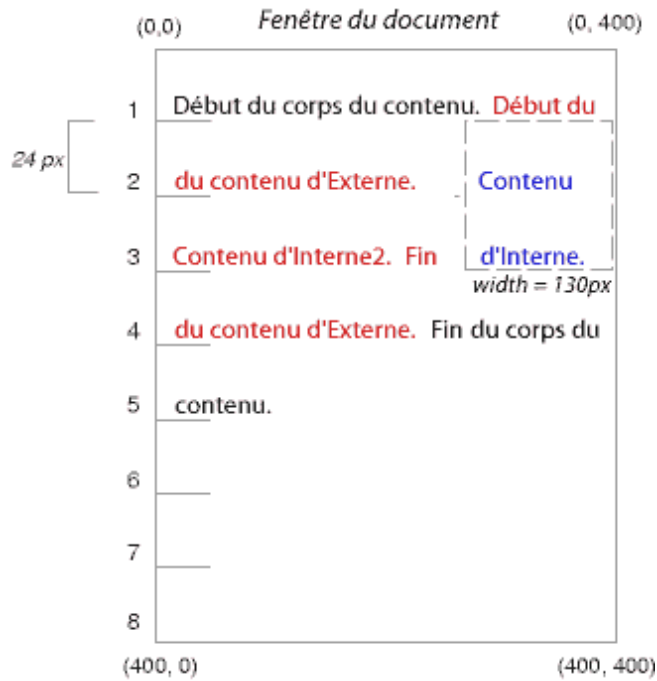 (0,0) Fenêtre du document (0, 400)
1 Début du corps du contenu. Début du
24 px
2 du contenu d'Externe. Contenu
3 Contenu d'Interne2. Fin d'Interne.
width = 130px
4 du contenu d'Externe. Fin du corps du
5 contenu.
6
7
8
(400, 0) (400, 400)